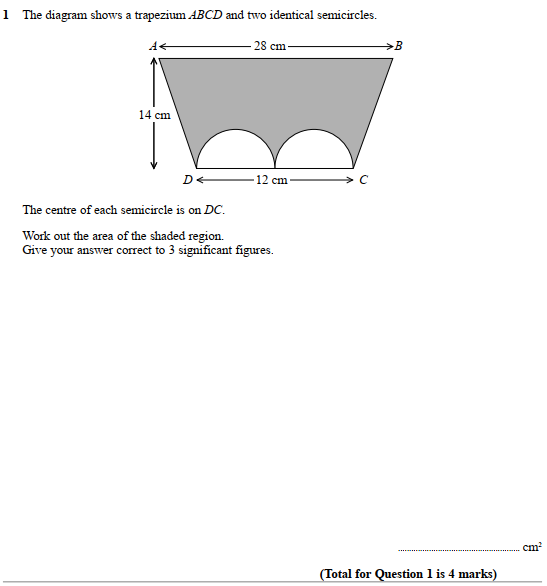 1 The diagram shows a trapezium ABCD and two identical semicircles.
A 28 cm B
14 cm
D 12 cm C
The centre of each semicircle is on DC.
Work out the area of the shaded region.
Give your answer correct to 3 significant figures.
.................................................... cm²
(Total for Question 1 is 4 marks)